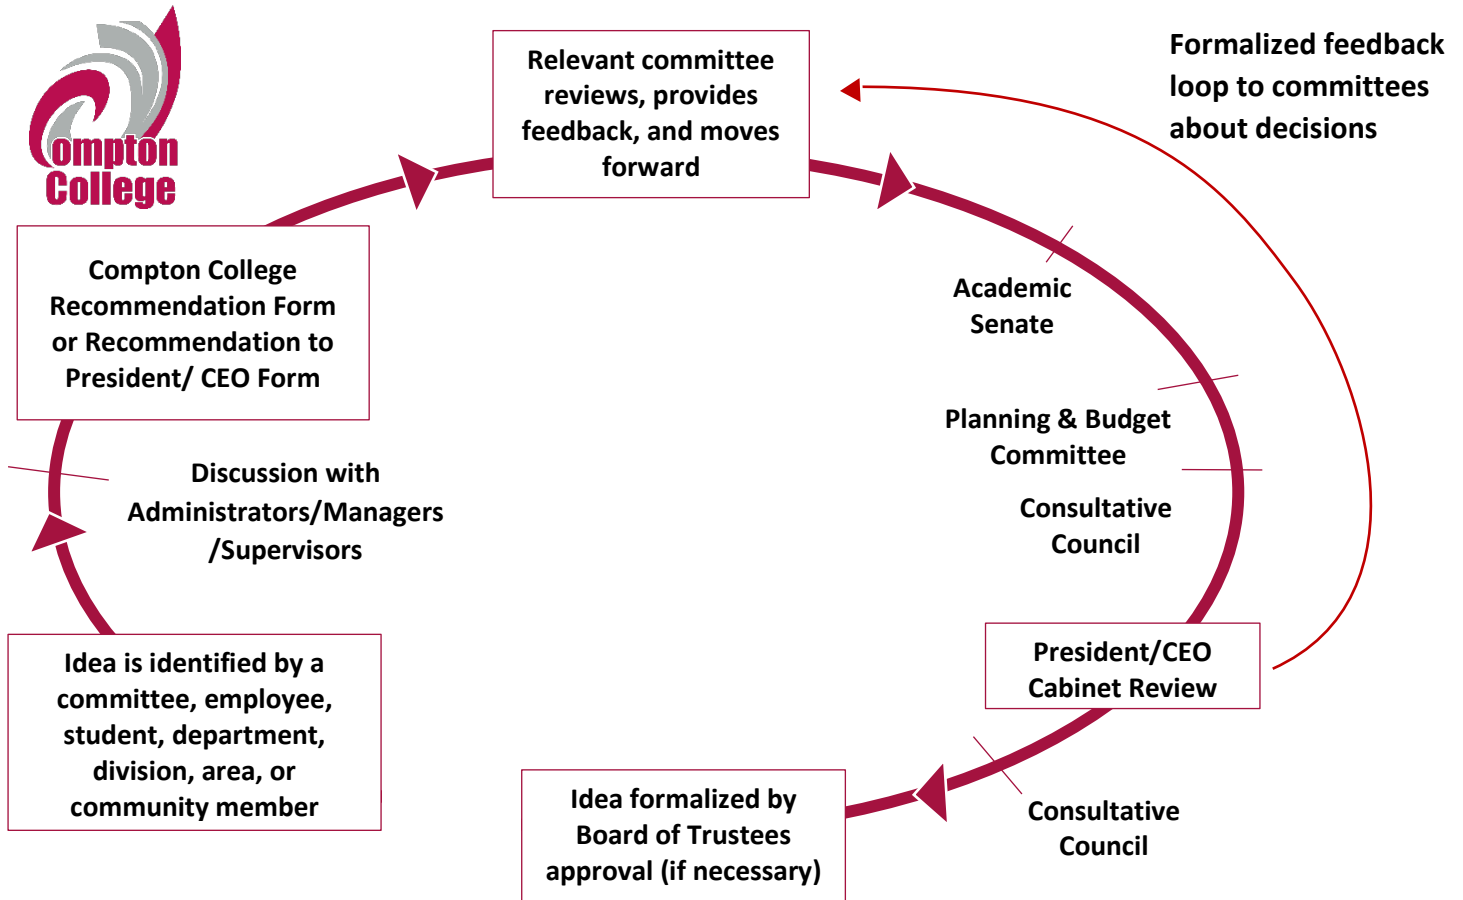 ompton
College
Relevant committee
reviews, provides
feedback, and moves
forward
Formalized feedback
loop to committees
about decisions
Compton College
Recommendation Form
or Recommendation to
President/ CEO Form
Academic
Senate
Planning & Budget
Committee
Consultative
Council
Discussion with
Administrators/Managers
/Supervisors
Idea is identified by a
committee, employee,
student, department,
division, area, or
community member
President/CEO
Cabinet Review
Consultative
Council
Idea formalized by
Board of Trustees
approval (if necessary)